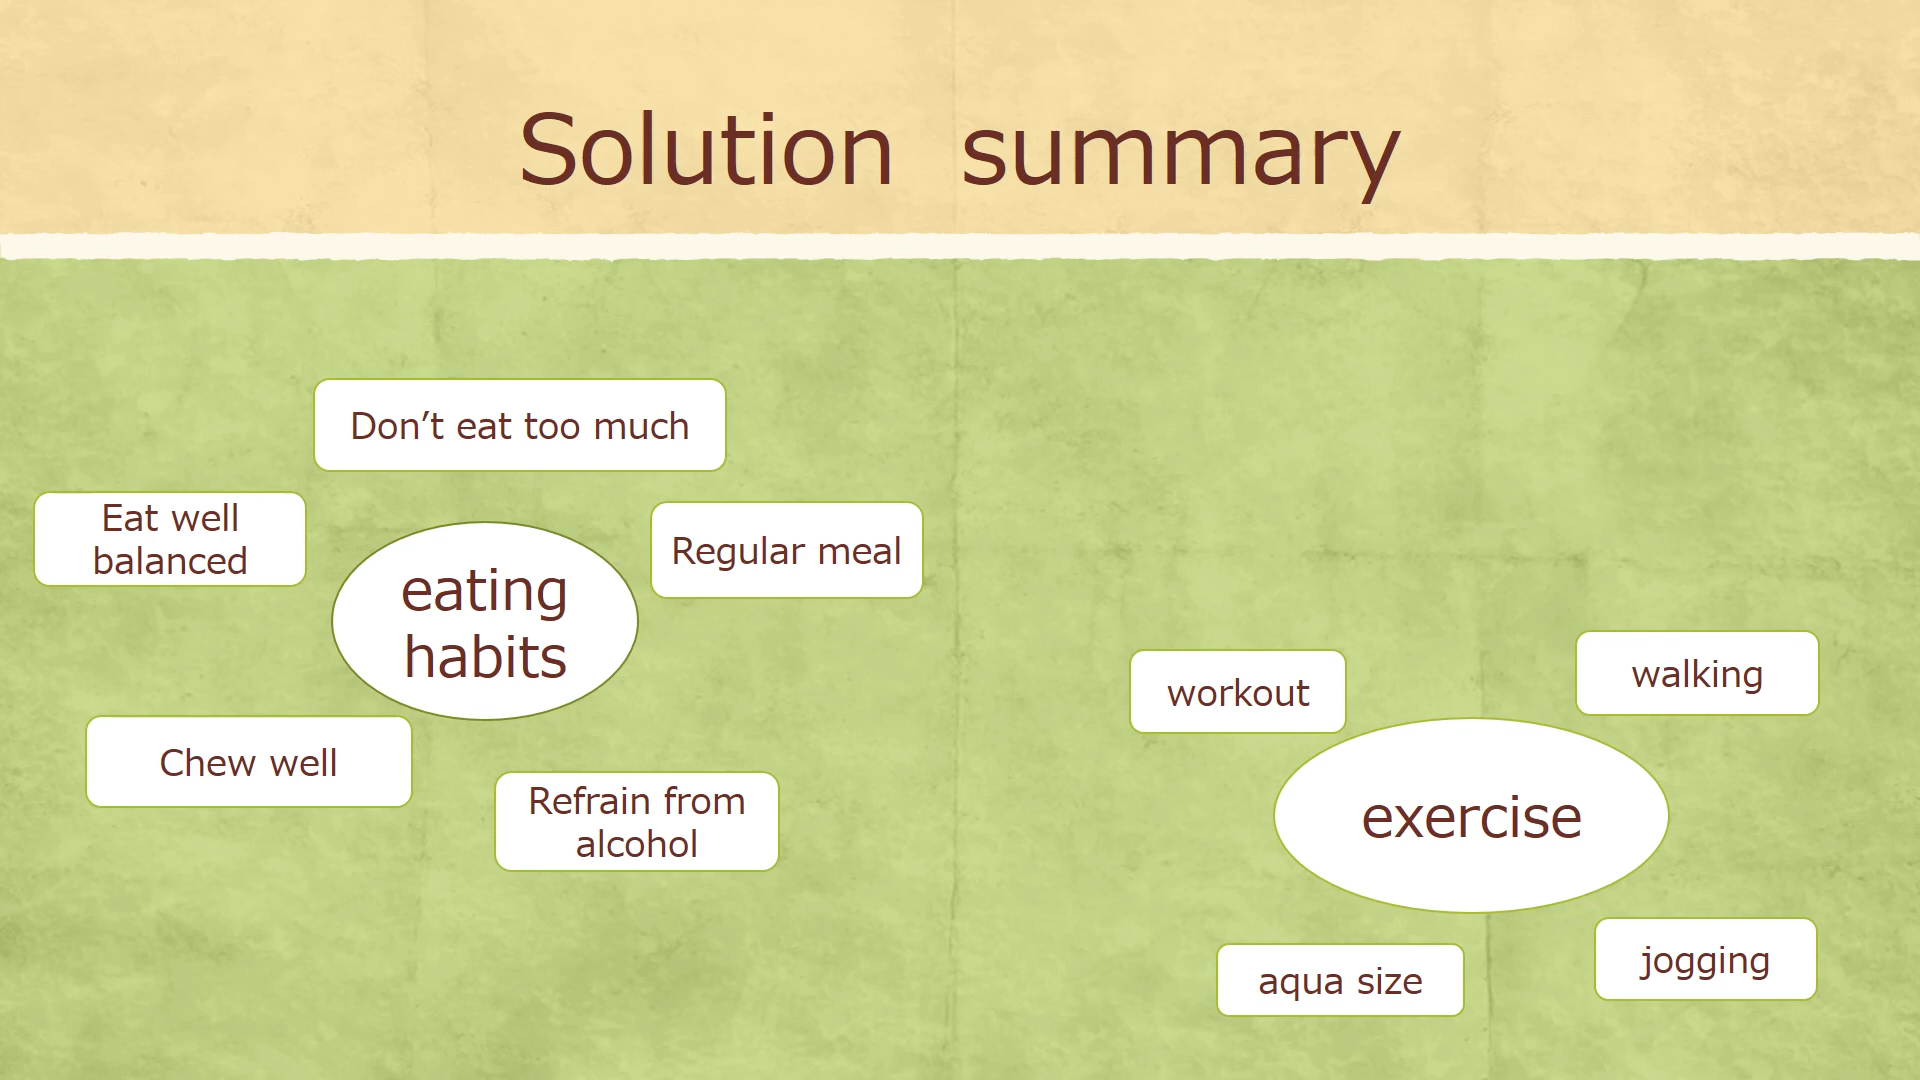 Solution summary
Don’t eat too much
Eat well
balanced
Regular meal
eating
habits
Chew well
Refrain from
alcohol
workout
walking
exercise
aqua size
jogging